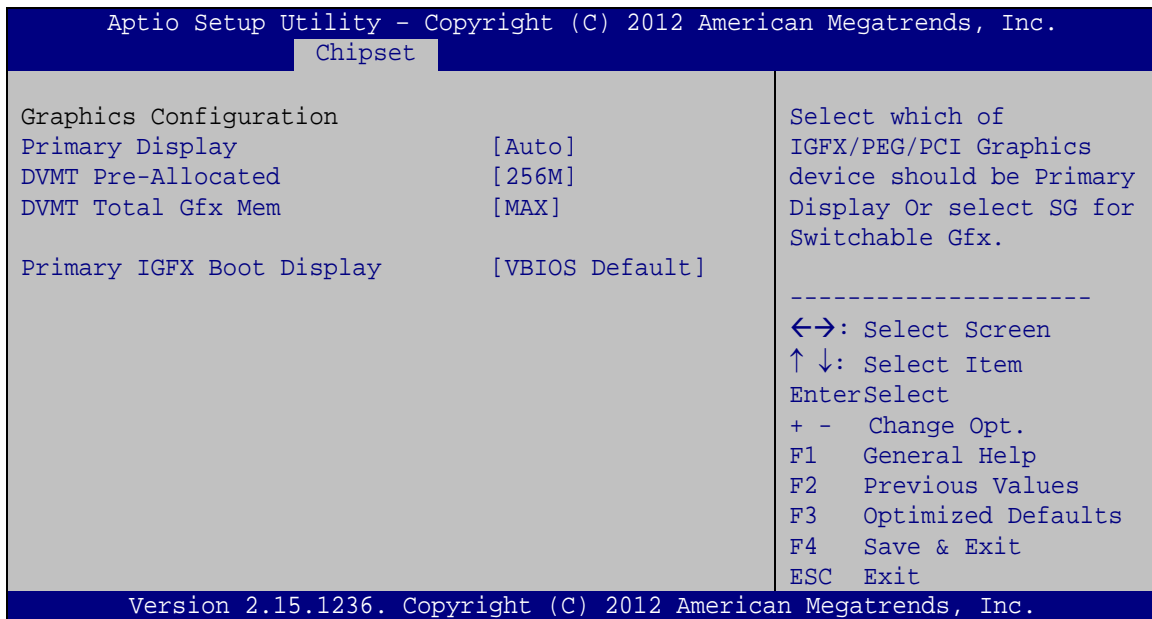 Aptio Setup Utility – Copyright (C) 2012 American Megatrends, Inc.
Chipset
Graphics Configuration
Primary Display [Auto]
DVMT Pre-Allocated [256M]
DVMT Total Gfx Mem [MAX]
Primary IGFX Boot Display [VBIOS Default]
Select which of
IGFX/PEG/PCI Graphics
device should be Primary
Display Or select SG for
Switchable Gfx.
---------------------
←→: Select Screen
↑ ↓: Select Item
EnterSelect
+ - Change Opt.
F1 General Help
F2 Previous Values
F3 Optimized Defaults
F4 Save & Exit
ESC Exit
Version 2.15.1236. Copyright (C) 2012 American Megatrends, Inc.